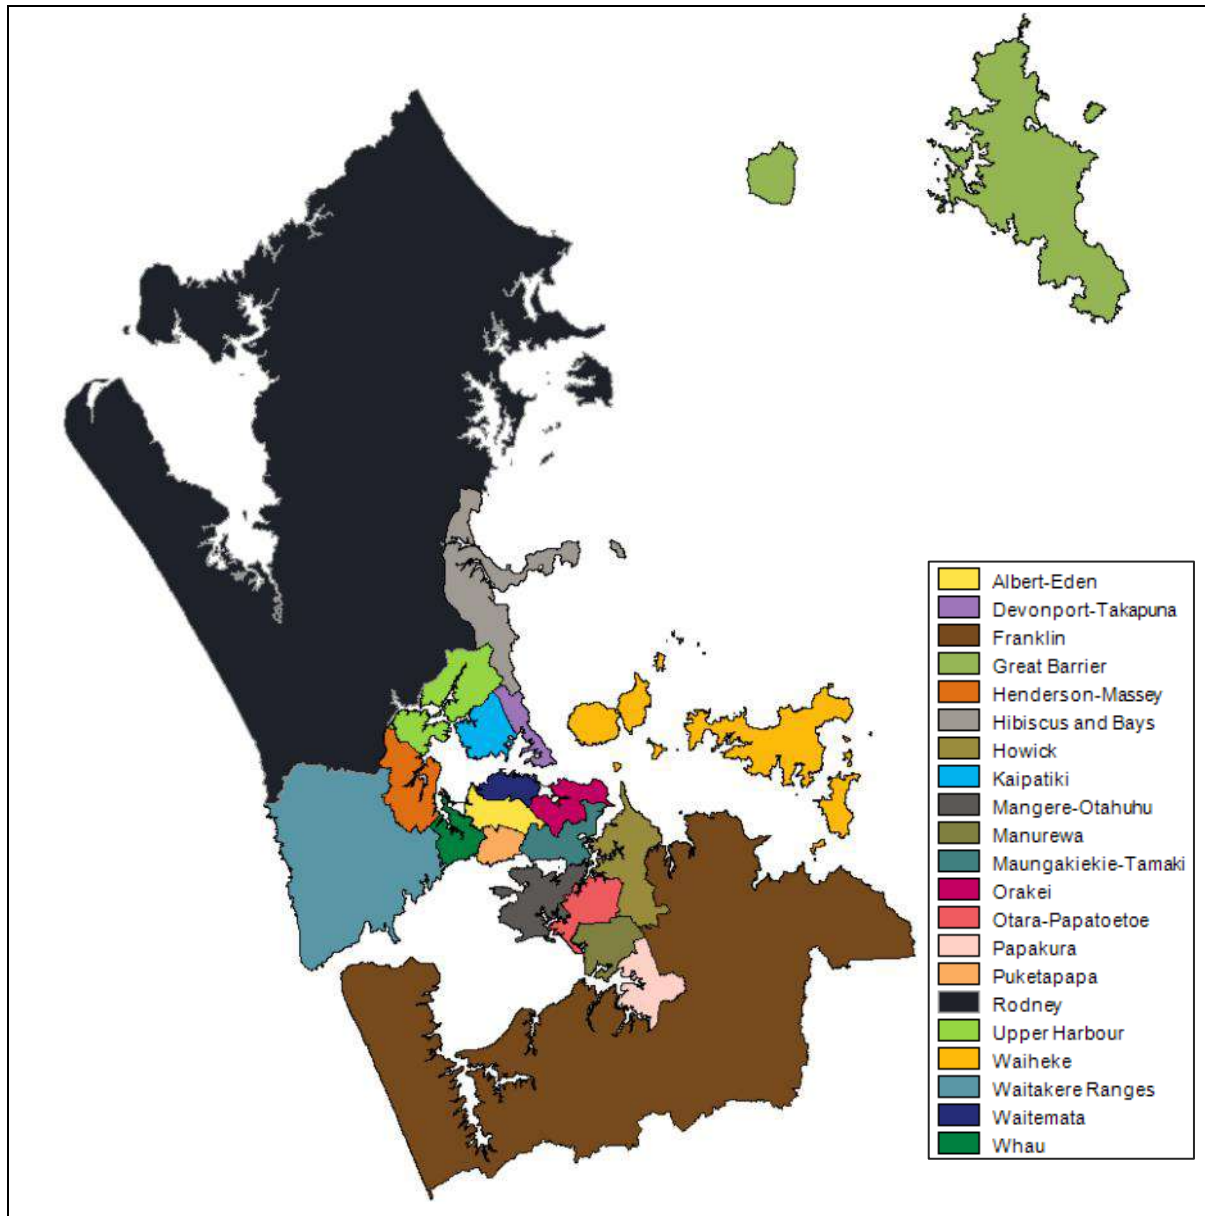 Albert-Eden
Devonport-Takapuna
Franklin
Great Barrier
Henderson-Massey
Hibiscus and Bays
Howick
Kaipatiki
Mangere-Otahuhu
Manurewa
Maungakiekie-Tamaki
Orakei
Otara-Papatoetoe
Papakura
Puketapapa
Rodney
Upper Harbour
Waiheke
Waitakere Ranges
Waitemata
Whau